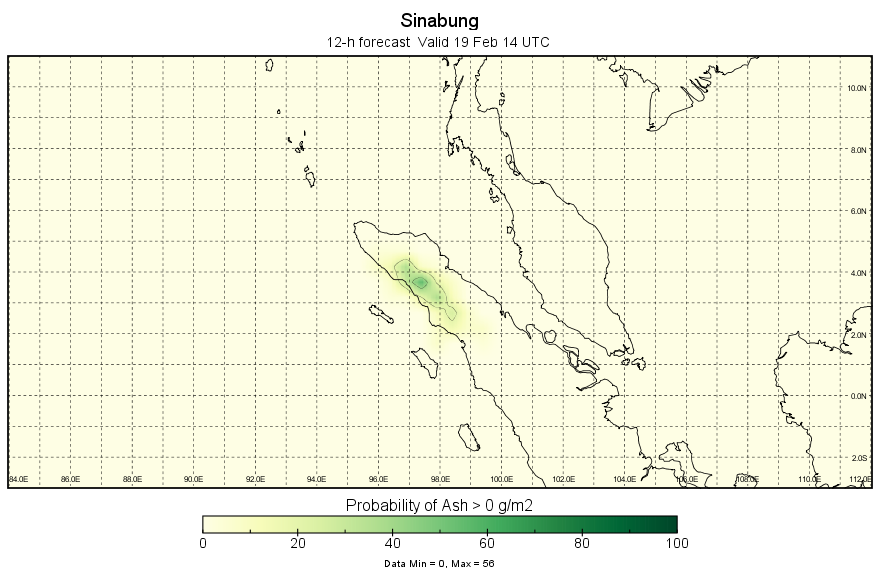 Sinabung
12-h forecast  Valid 19 Feb 14 UTC
10.0N
8.0N
6.0N
4.0N
2.0N
0.0N
2.0S
84.0E 86.0E 88.0E 90.0E 92.0E 94.0E 96.0E 98.0E 100.0E 102.0E 104.0E 106.0E 108.0E 110.0E 112.0E
Probability of Ash > 0 g/m2
0 20 40 60 80 100
Data Min = 0, Max = 56